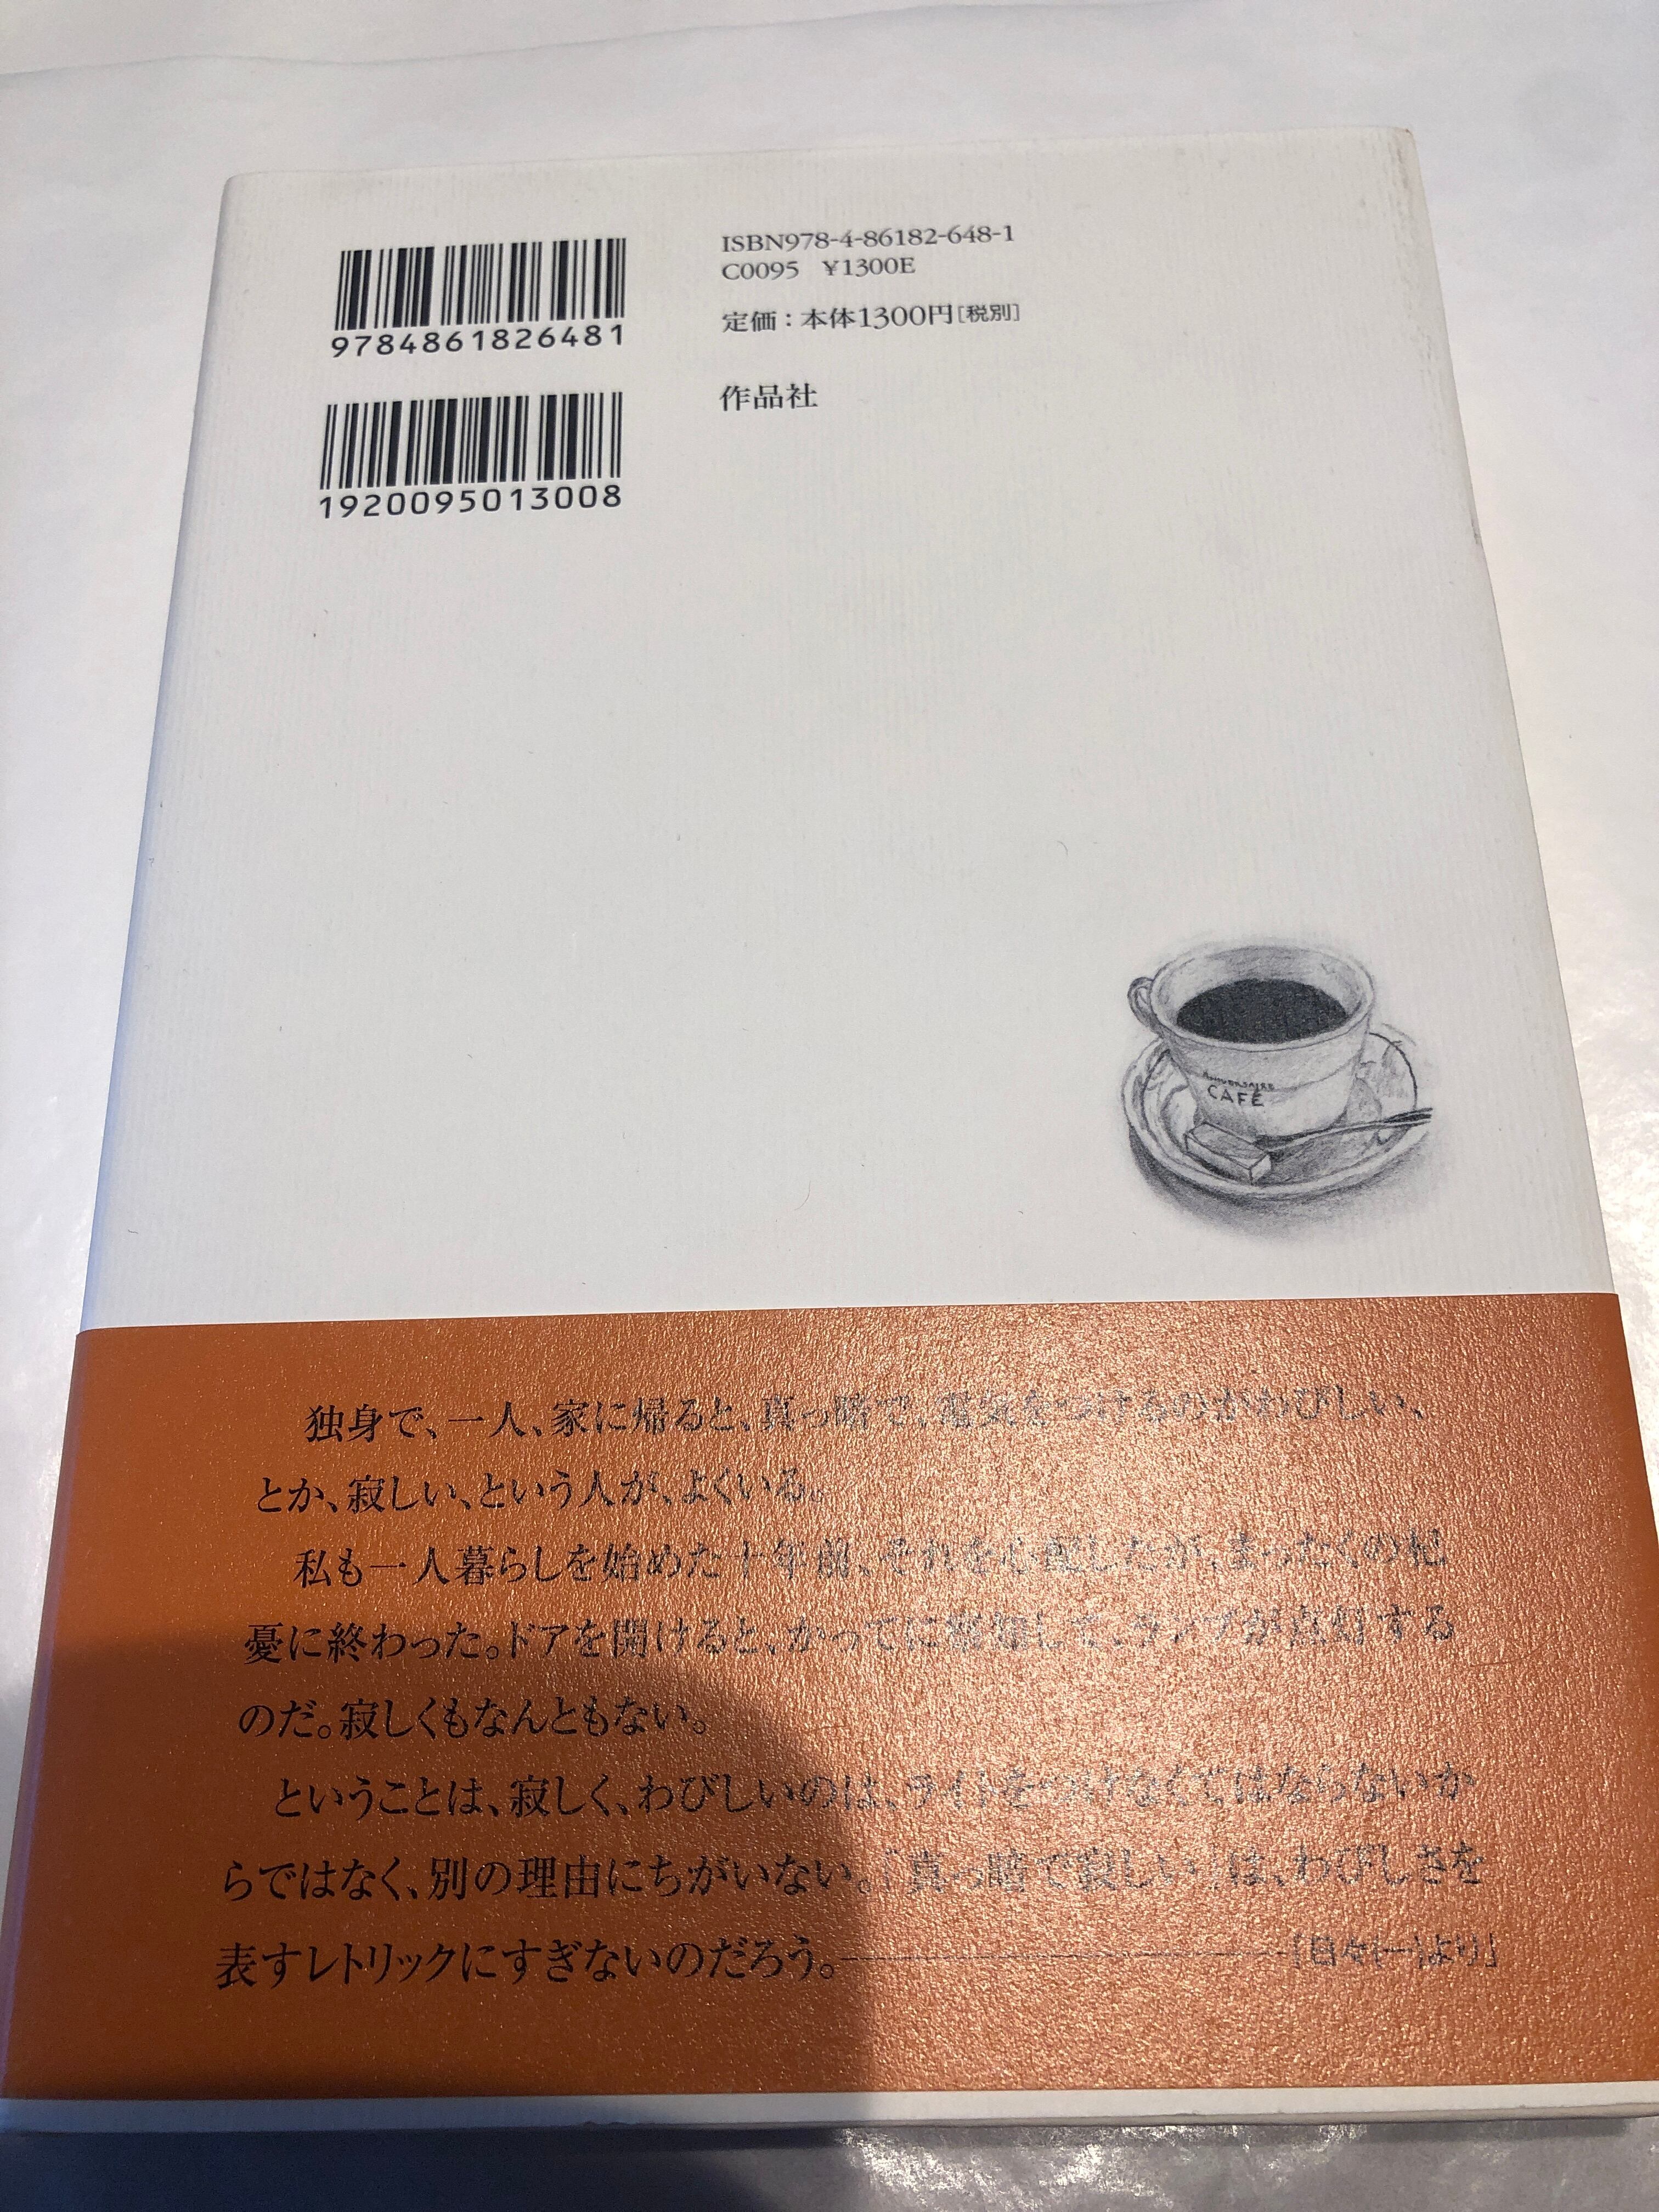 9784861826481
1920095013008
ISBN978-4-86182-648-1
C0095 ¥1300E
定価：本体1300円[税別]
作品社
ANNIVERSAIRE
CAFÉ
独身で、一人、家に帰ると、真っ暗で、電気をつけるのがわびしい、
とか、寂しい、という人が、よくいる。
私も一人暮らしを始めた十年前、それを心配したが、まったくの杞
憂に終わった。ドアを開けると、かってに察知して、ランプが点灯する
のだ。寂しくもなんともない。
ということは、寂しく、わびしいのは、ライトをつけなくてはならないか
らではなく、別の理由にちがいない。「真っ暗で寂しい」は、わびしさを
表すレトリックにすぎないのだろう。――「日々(一)より」